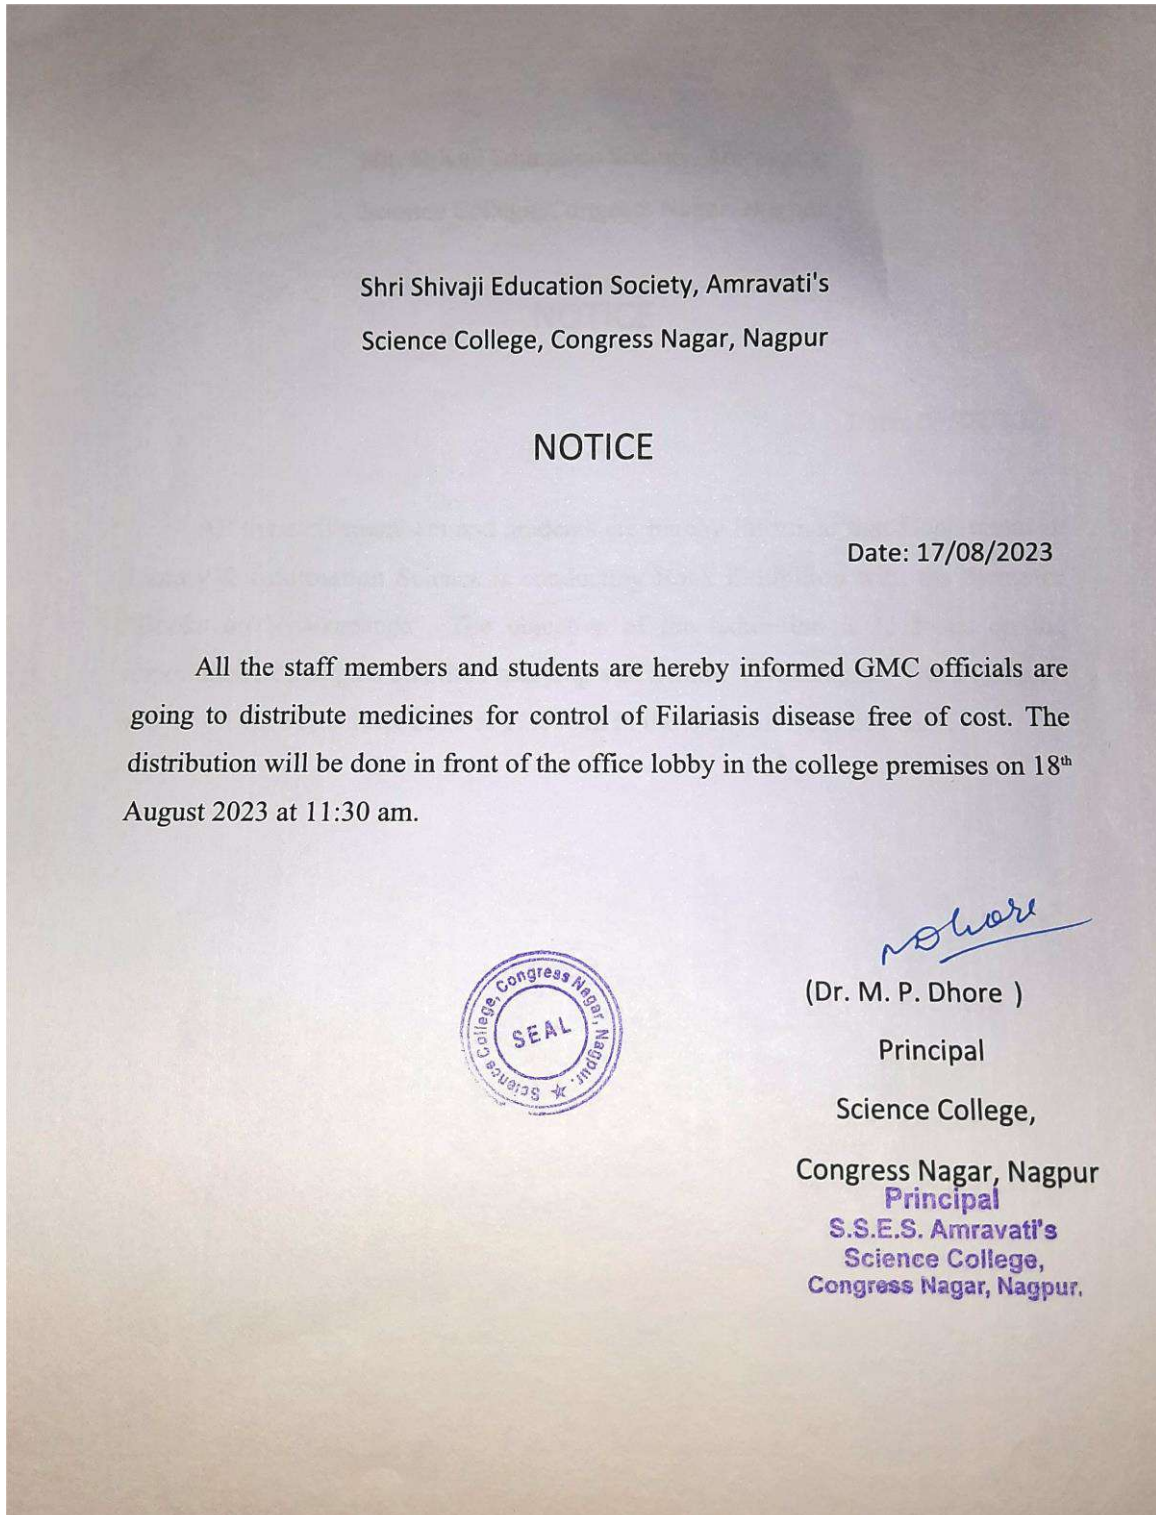 Shri Shivaji Education Society, Amravati's
Science College, Congress Nagar, Nagpur
NOTICE
Date: 17/08/2023
All the staff members and students are hereby informed GMC officials are
going to distribute medicines for control of Filariasis disease free of cost. The
distribution will be done in front of the office lobby in the college premises on 18th
August 2023 at 11:30 am.
Dhore
Science College, Congress Nagar, Nagpur.
SEAL
(Dr. M. P. Dhore )
Principal
Science College,
Congress Nagar, Nagpur
Principal
S.S.E.S. Amravati's
Science College,
Congress Nagar, Nagpur.